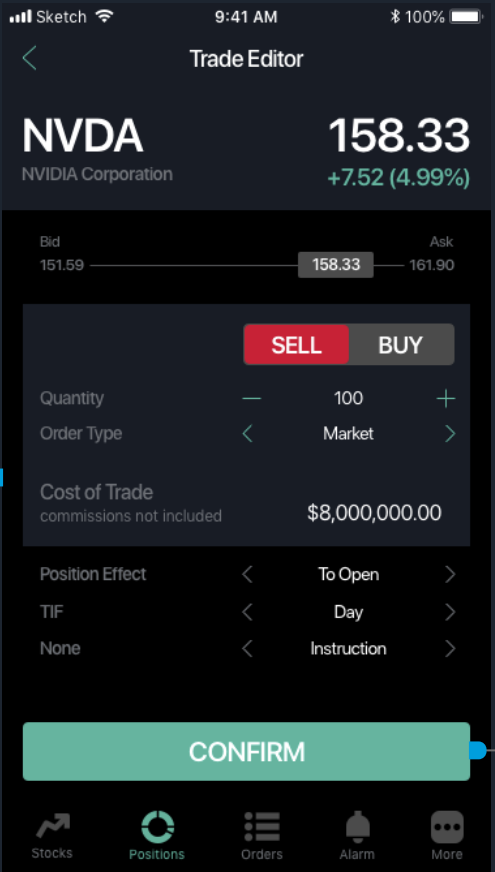 Sketch 9:41 AM 100%
Trade Editor
NVDA 158.33
NVIDIA Corporation +7.52 (4.99%)
Bid Ask
151.59 158.33 161.90
SELL BUY
Quantity 100
Order Type Market
Cost of Trade
commissions not included $8,000,000.00
Position Effect To Open
TIF Day
None Instruction
CONFIRM
Stocks Positions Orders Alarm More